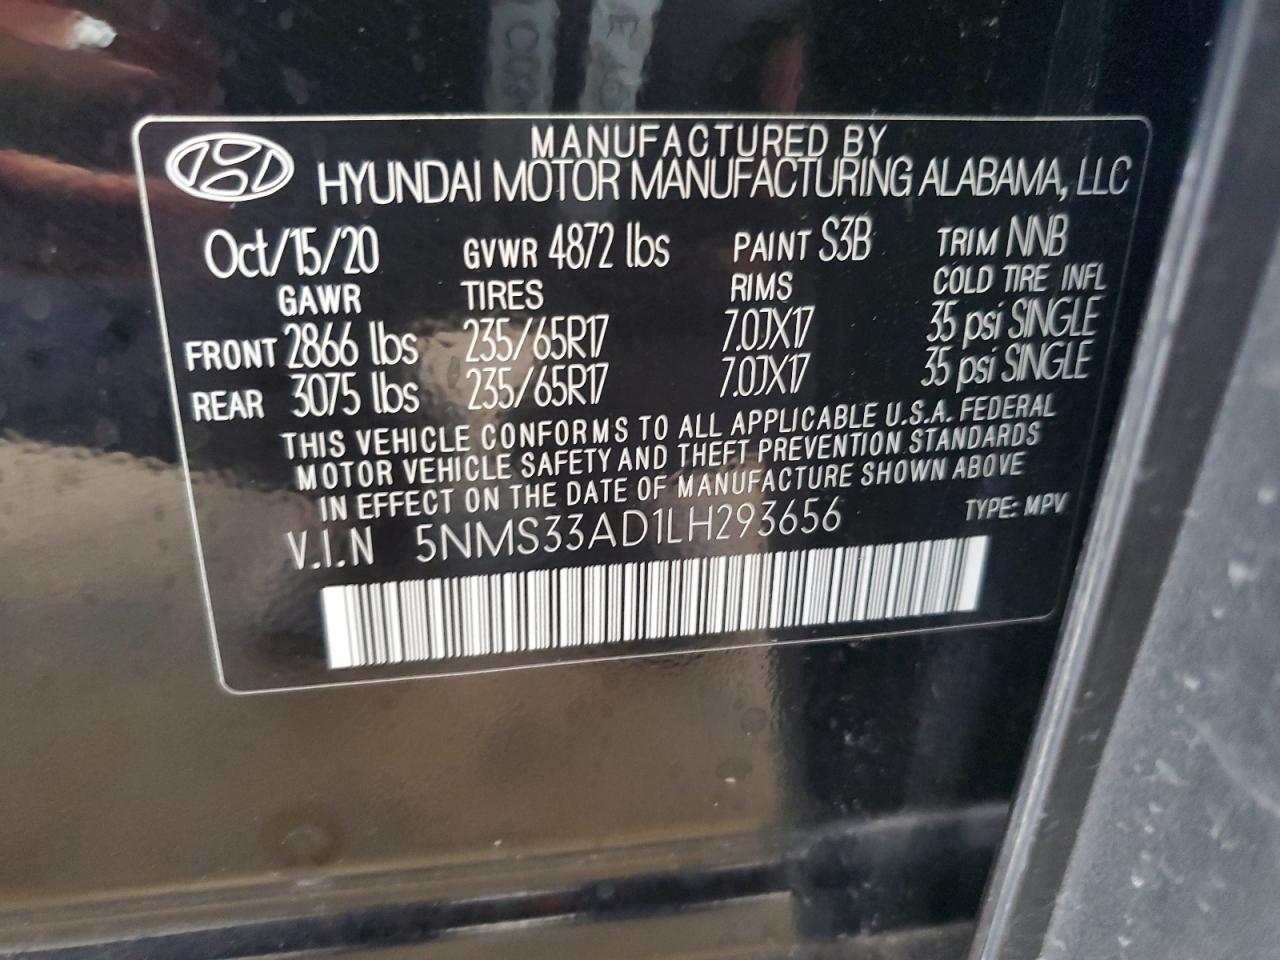 MANUFACTURED BY
HYUNDAI MOTOR MANUFACTURING ALABAMA, LLC
Oct/15/20 GVWR 4872 lbs PAINT S3B TRIM NNB
GAWR TIRES RIMS COLD TIRE INFL
FRONT 2866 lbs 235/65R17 7.0JX17 35 psi SINGLE
REAR 3075 lbs 235/65R17 7.0JX17 35 psi SINGLE
THIS VEHICLE CONFORMS TO ALL APPLICABLE U.S.A. FEDERAL
MOTOR VEHICLE SAFETY AND THEFT PREVENTION STANDARDS
IN EFFECT ON THE DATE OF MANUFACTURE SHOWN ABOVE
V.I.N 5NMS33AD1LH293656 TYPE: MPV